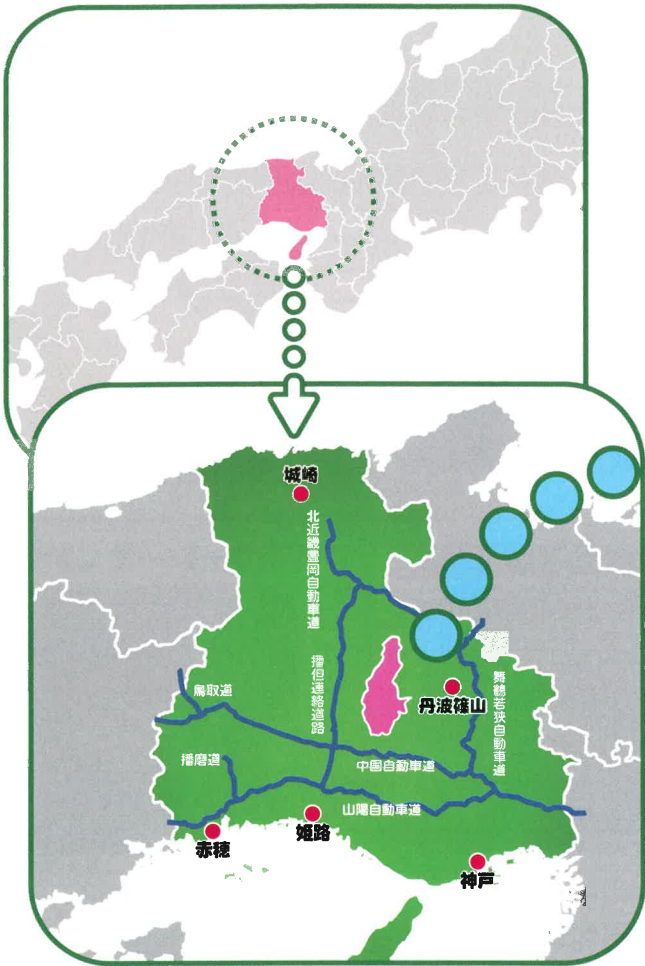 城崎
北近畿豊岡自動車道
播但連絡道路
鳥取道
丹波篠山
舞鶴若狭自動車道
播磨道
中国自動車道
山陽自動車道
姫路
赤穂
神戸